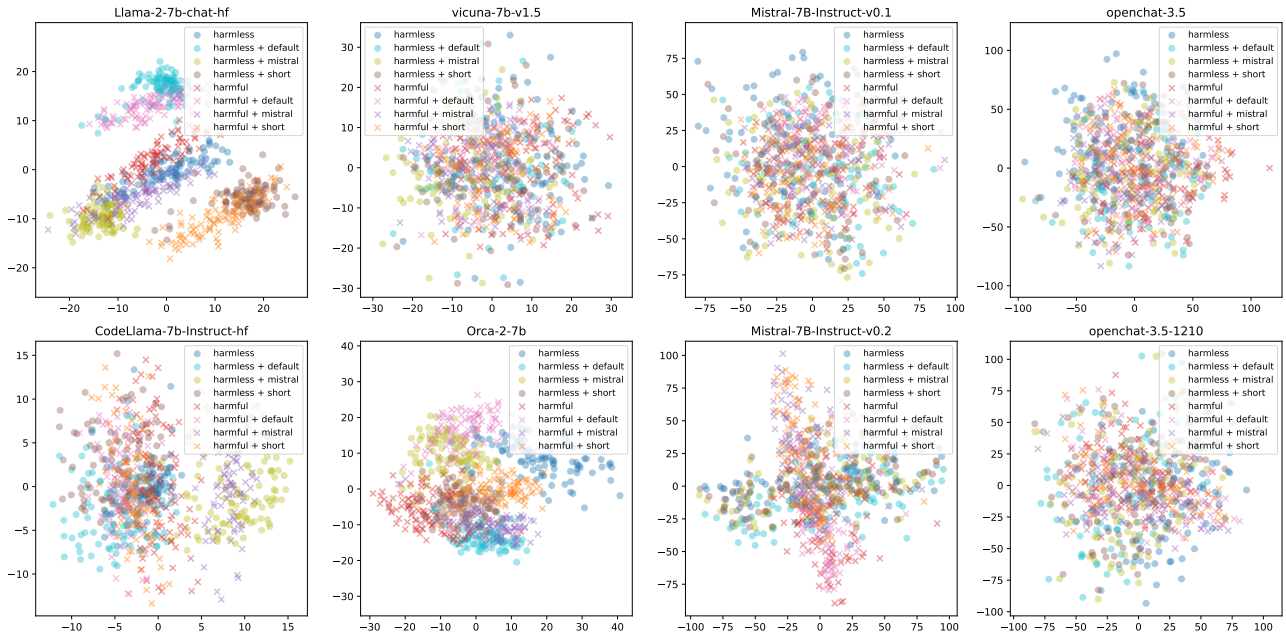 Llama-2-7b-chat-hf
harmless
harmless + default
harmless + mistral
harmless + short
harmful
harmful + default
harmful + mistral
harmful + short
30
20
10
0
−10
−20
−20 −10 0 10 20
vicuna-7b-v1.5
harmless
harmless + default
harmless + mistral
harmless + short
harmful
harmful + default
harmful + mistral
harmful + short
30
20
10
0
−10
−20
−30
−30 −20 −10 0 10 20 30
Mistral-7B-Instruct-v0.1
harmless
harmless + default
harmless + mistral
harmless + short
harmful
harmful + default
harmful + mistral
harmful + short
75
50
25
0
−25
−50
−75
−75 −50 −25 0 25 50 75 100
openchat-3.5
harmless
harmless + default
harmless + mistral
harmless + short
harmful
harmful + default
harmful + mistral
harmful + short
100
50
0
−50
−100
−100 −50 0 50 100
CodeLlama-7b-Instruct-hf
harmless
harmless + default
harmless + mistral
harmless + short
harmful
harmful + default
harmful + mistral
harmful + short
15
10
5
0
−5
−10
−10 −5 0 5 10 15
Orca-2-7b
harmless
harmless + default
harmless + mistral
harmless + short
harmful
harmful + default
harmful + mistral
harmful + short
40
30
20
10
0
−10
−20
−30
−30 −20 −10 0 10 20 30 40
Mistral-7B-Instruct-v0.2
harmless
harmless + default
harmless + mistral
harmless + short
harmful
harmful + default
harmful + mistral
harmful + short
100
75
50
25
0
−25
−50
−75
−100 −75 −50 −25 0 25 50 75 100
openchat-3.5-1210
harmless
harmless + default
harmless + mistral
harmless + short
harmful
harmful + default
harmful + mistral
harmful + short
100
75
50
25
0
−25
−50
−75
−100
−100 −75 −50 −25 0 25 50 75 100